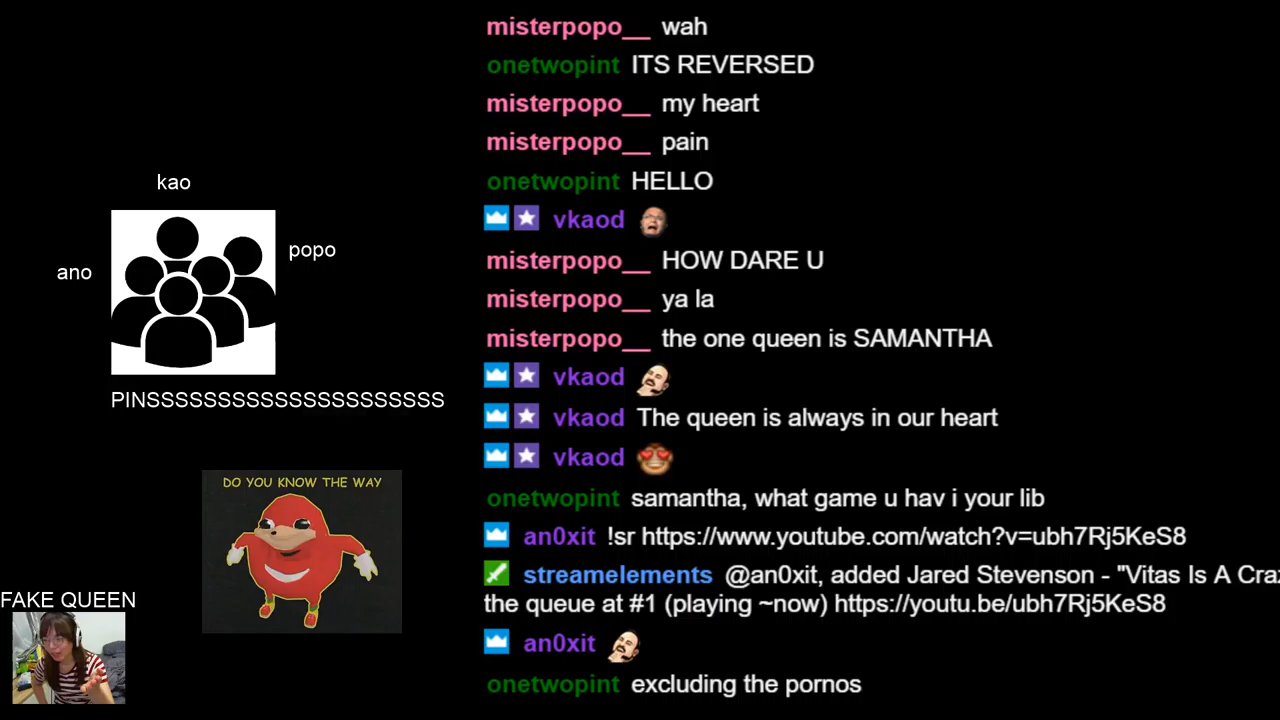 misterpopo__ wah
onetwopint ITS REVERSED
misterpopo__ my heart
misterpopo__ pain
onetwopint HELLO
vkaod
misterpopo__ HOW DARE U
misterpopo__ ya la
misterpopo__ the one queen is SAMANTHA
vkaod
vkaod The queen is always in our heart
vkaod
onetwopint samantha, what game u hav i your lib
an0xit !sr https://www.youtube.com/watch?v=ubh7Rj5KeS8
streamelements @an0xit, added Jared Stevenson - "Vitas Is A Craz
the queue at #1 (playing ~now) https://youtu.be/ubh7Rj5KeS8
an0xit
onetwopint excluding the pornos
kao
popo
ano
PINSSSSSSSSSSSSSSSSSSSSS
DO YOU KNOW THE WAY
FAKE QUEEN